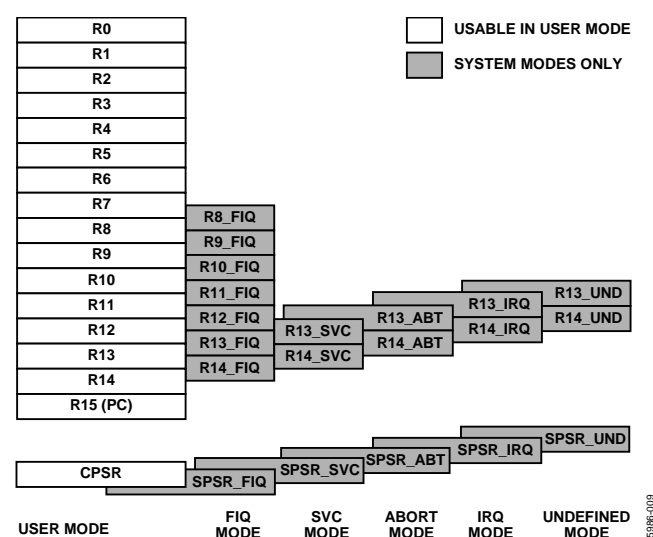 R0
R1
R2
R3
R4
R5
R6
R7
R8
R9
R10
R11
R12
R13
R14
R15 (PC)
USABLE IN USER MODE
SYSTEM MODES ONLY
R8_FIQ
R9_FIQ
R10_FIQ
R11_FIQ
R12_FIQ
R13_FIQ
R14_FIQ
R13_SVC
R14_SVC
R13_ABT
R14_ABT
R13_IRQ
R14_IRQ
R13_UND
R14_UND
CPSR
SPSR_FIQ
SPSR_SVC
SPSR_ABT
SPSR_IRQ
SPSR_UND
USER MODE
FIQ
MODE
SVC
MODE
ABORT
MODE
IRQ
MODE
UNDEFINED
MODE